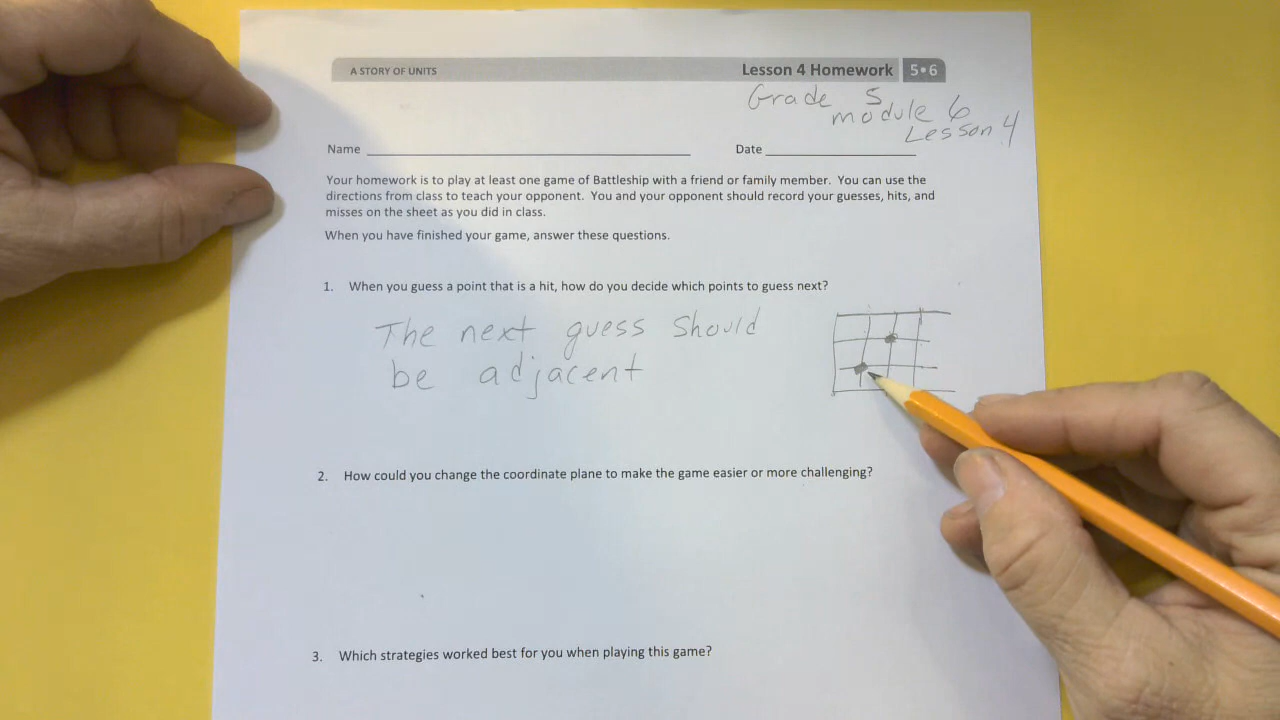 A STORY OF UNITS
Lesson 4 Homework 5•6
Grade 5
module 6
Lesson 4
Name
Date
Your homework is to play at least one game of Battleship with a friend or family member. You can use the
directions from class to teach your opponent. You and your opponent should record your guesses, hits, and
misses on the sheet as you did in class.
When you have finished your game, answer these questions.
1. When you guess a point that is a hit, how do you decide which points to guess next?
The next guess should
be adjacent
2. How could you change the coordinate plane to make the game easier or more challenging?
3. Which strategies worked best for you when playing this game?